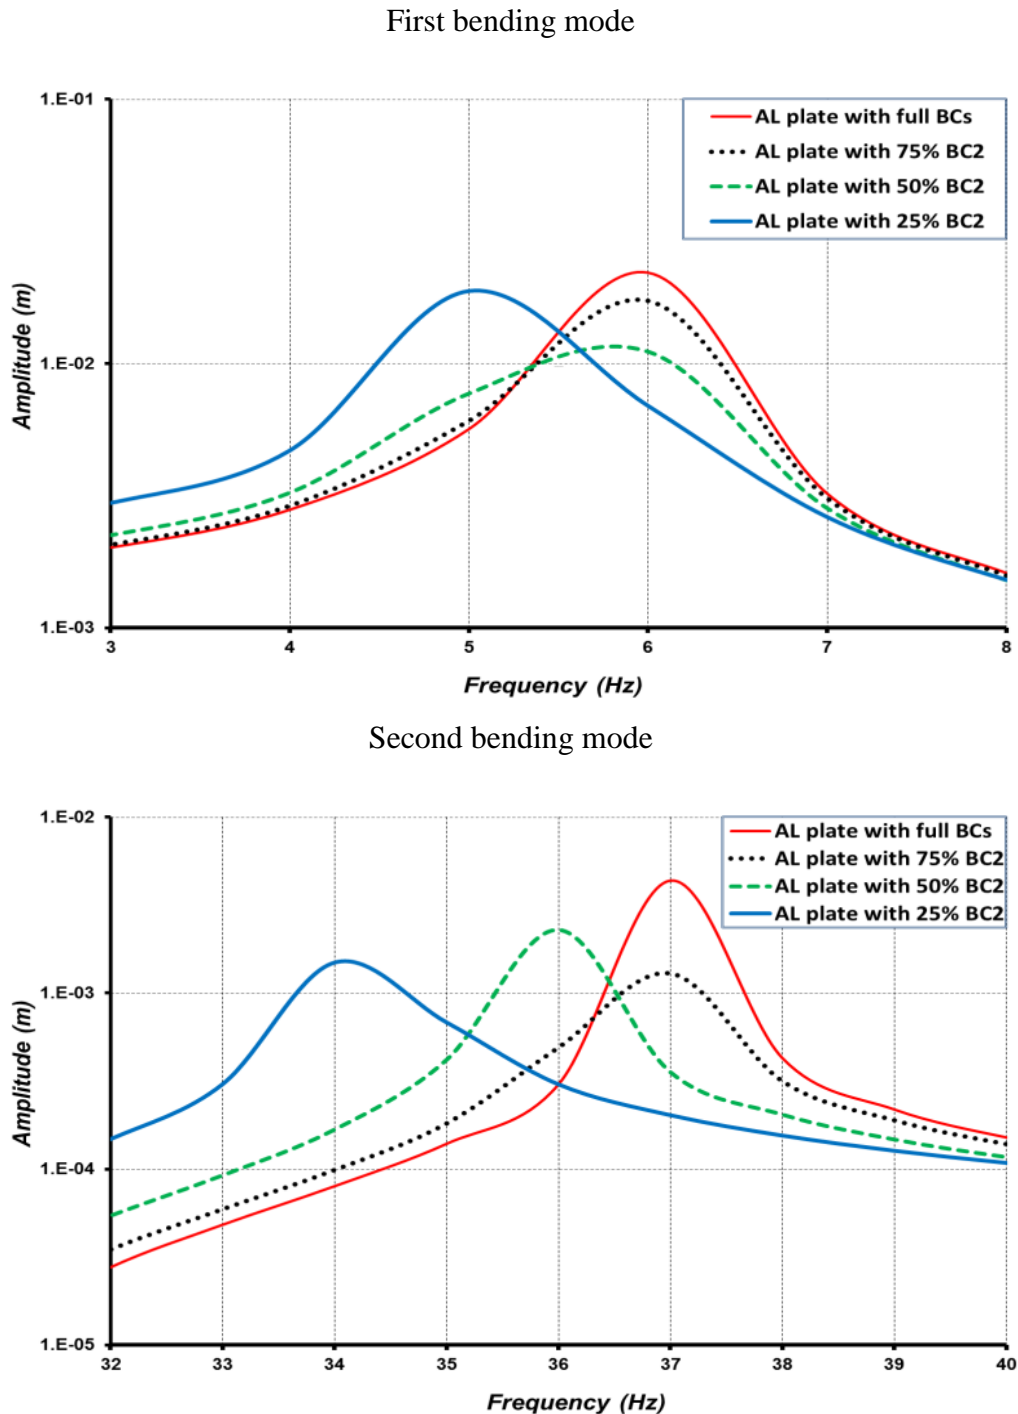 First bending mode
1.E-01
AL plate with full BCs
AL plate with 75% BC2
AL plate with 50% BC2
AL plate with 25% BC2
1.E-02
1.E-03
Amplitude (m)
3 4 5 6 7 8
Frequency (Hz)
Second bending mode
1.E-02
AL plate with full BCs
AL plate with 75% BC2
AL plate with 50% BC2
AL plate with 25% BC2
1.E-03
1.E-04
1.E-05
Amplitude (m)
32 33 34 35 36 37 38 39 40
Frequency (Hz)